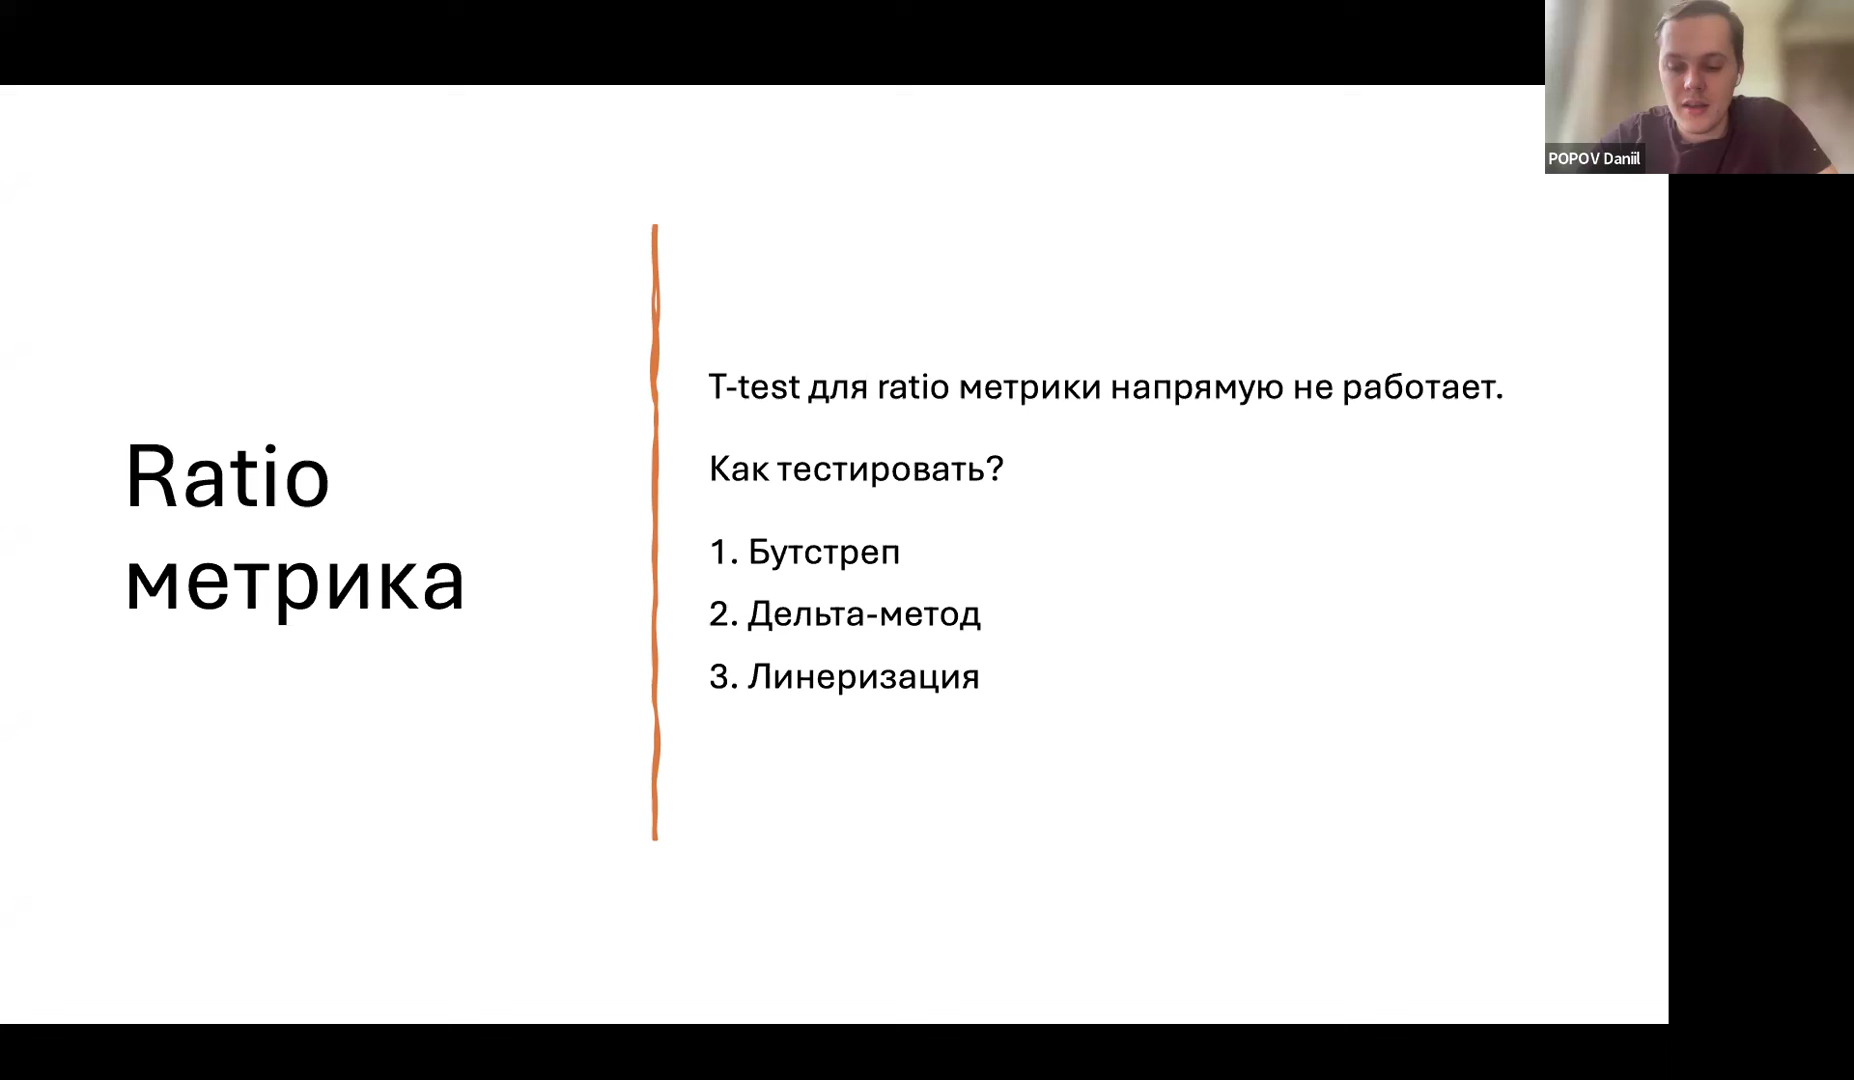 POPOV Daniil
Ratio
метрика
T-test для ratio метрики напрямую не работает.
Как тестировать?
1. Бутстреп
2. Дельта-метод
3. Линеризация